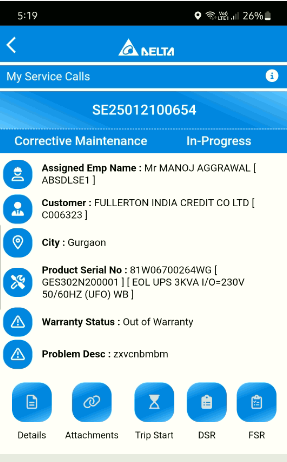 5:19
Vo) LTE1
26%
DELTA
My Service Calls
SE25012100654
Corrective Maintenance In-Progress
Assigned Emp Name : Mr MANOJ AGGRAWAL [
ABSDLSE1 ]
Customer : FULLERTON INDIA CREDIT CO LTD [
C006323 ]
City : Gurgaon
Product Serial No : 81W06700264WG [
GES302N200001 ] [ EOL UPS 3KVA I/O=230V
50/60HZ (UFO) WB ]
Warranty Status : Out of Warranty
Problem Desc : zxvcnbmbm
Details Attachments Trip Start DSR FSR